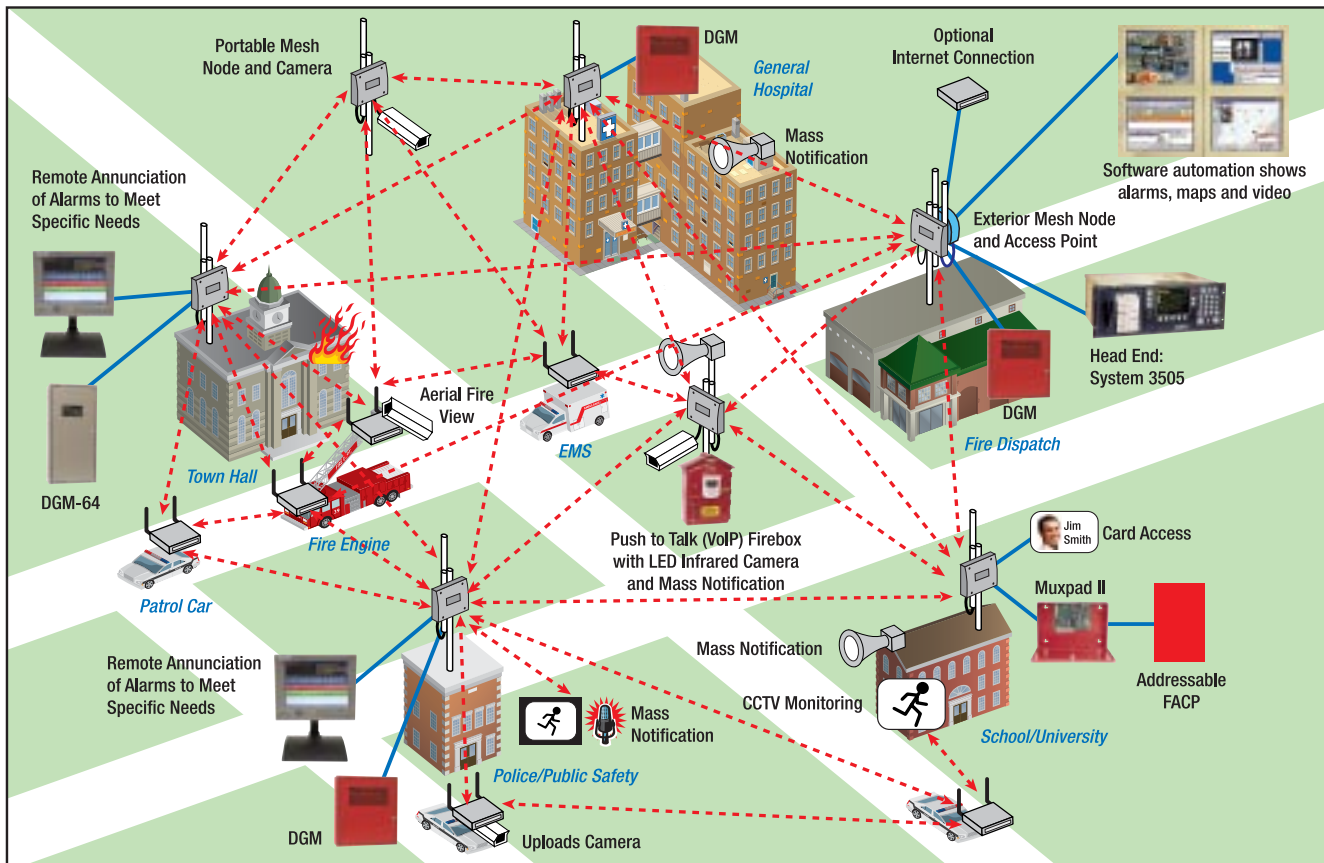 Portable Mesh
Node and Camera
DGM
General
Hospital
Optional
Internet Connection
Mass
Notification
Software automation shows
alarms, maps and video
Remote Annunciation
of Alarms to Meet
Specific Needs
Exterior Mesh Node
and Access Point
Head End:
System 3505
DGM
Fire Dispatch
Aerial Fire
View
EMS
Town Hall
DGM-64
Fire Engine
Patrol Car
Push to Talk (VoIP) Firebox
with LED Infrared Camera
and Mass Notification
Jim
Smith
Card Access
Muxpad II
Addressable
FACP
Mass Notification
CCTV Monitoring
School/University
Remote Annunciation
of Alarms to Meet
Specific Needs
Mass
Notification
Police/Public Safety
DGM
Uploads Camera